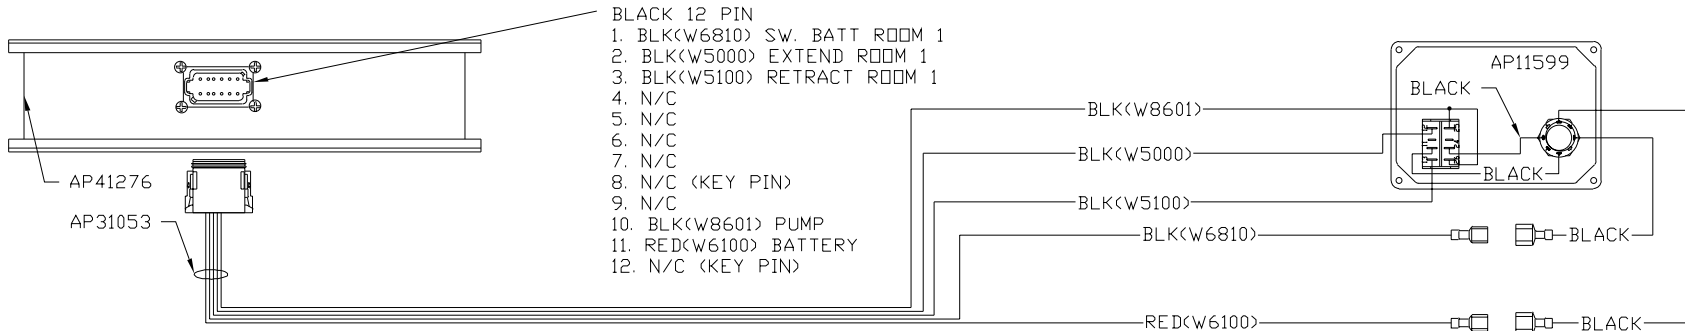 BLACK 12 PIN
1. BLK(W6810) SW. BATT ROOM 1
2. BLK(W5000) EXTEND ROOM 1
3. BLK(W5100) RETRACT ROOM 1
4. N/C
5. N/C
6. N/C
7. N/C
8. N/C (KEY PIN)
9. N/C
10. BLK(W8601) PUMP
11. RED(W6100) BATTERY
12. N/C (KEY PIN)
AP41276
AP31053
BLK(W8601)
BLK(W5000)
BLK(W5100)
BLK(W6810)
RED(W6100)
AP11599
BLACK
BLACK
BLACK
BLACK